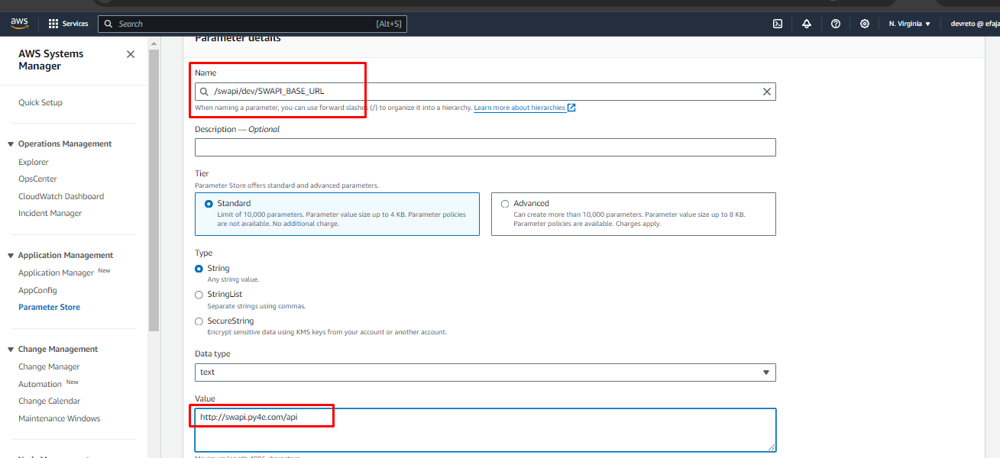 aws
Services
Search
[Alt+S]
N. Virginia
devreto @ efaja
AWS Systems
Manager
Quick Setup
Operations Management
Explorer
OpsCenter
CloudWatch Dashboard
Incident Manager
Application Management
Application Manager New
AppConfig
Parameter Store
Change Management
Change Manager
Automation New
Change Calendar
Maintenance Windows
Parameter details
Name
/swapi/dev/SWAPI_BASE_URL
When naming a parameter, you can use forward slashes (/) to organize it into a hierarchy. Learn more about hierarchies
Description — Optional
Tier
Parameter Store offers standard and advanced parameters.
Standard
Limit of 10,000 parameters. Parameter value size up to 4 KB. Parameter policies
are not available. No additional charge.
Advanced
Can create more than 10,000 parameters. Parameter value size up to 8 KB.
Parameter policies are available. Charges apply.
Type
String
Any string value.
StringList
Separate strings using commas.
SecureString
Encrypt sensitive data using KMS keys from your account or another account.
Data type
text
Value
http://swapi.py4e.com/api